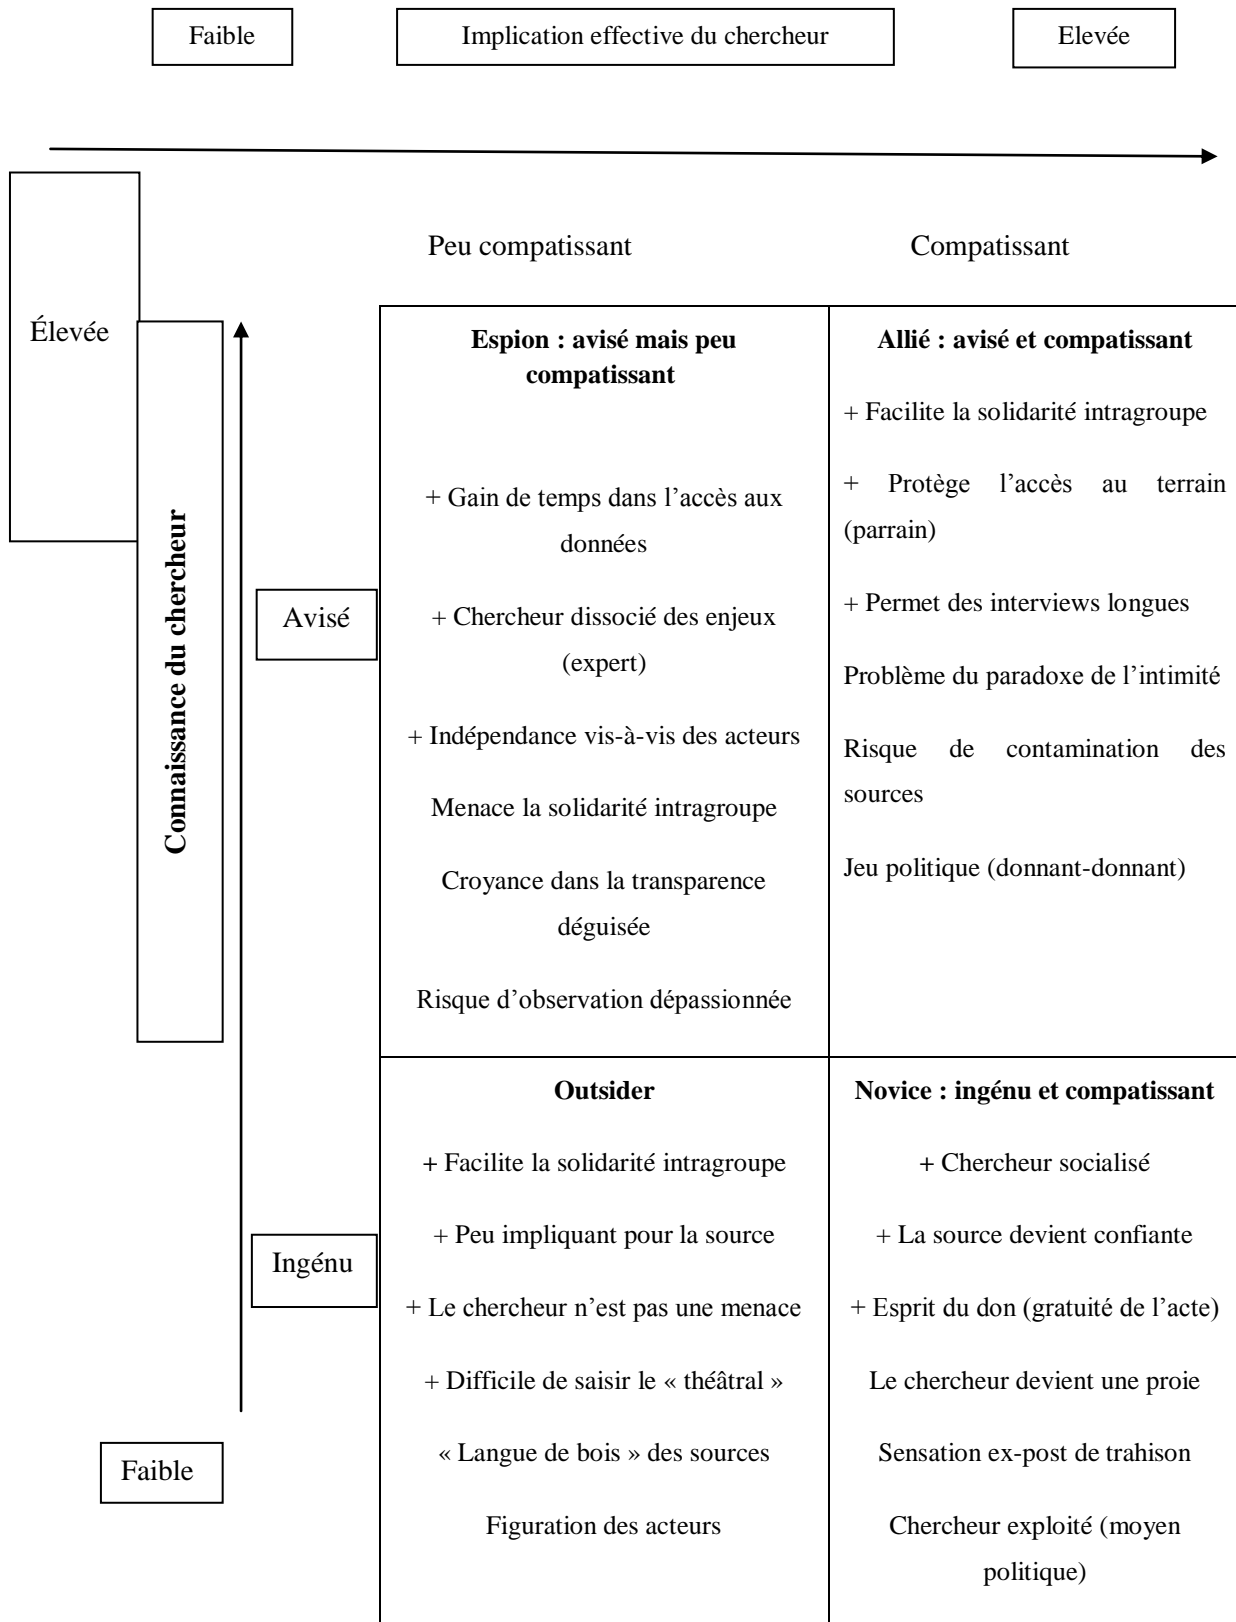 Faible
Implication effective du chercheur
Elevée
Peu compatissant
Compatissant
Élevée
Connaissance du chercheur
Avisé
Espion : avisé mais peu
compatissant
+ Gain de temps dans l’accès aux
données
+ Chercheur dissocié des enjeux
(expert)
+ Indépendance vis-à-vis des acteurs
Menace la solidarité intragroupe
Croyance dans la transparence
déguisée
Risque d’observation dépassionnée
Allié : avisé et compatissant
+ Facilite la solidarité intragroupe
+ Protège l’accès au terrain
(parrain)
+ Permet des interviews longues
Problème du paradoxe de l’intimité
Risque de contamination des
sources
Jeu politique (donnant-donnant)
Ingénu
Outsider
+ Facilite la solidarité intragroupe
+ Peu impliquant pour la source
+ Le chercheur n’est pas une menace
+ Difficile de saisir le « théâtral »
« Langue de bois » des sources
Figuration des acteurs
Novice : ingénu et compatissant
+ Chercheur socialisé
+ La source devient confiante
+ Esprit du don (gratuité de l’acte)
Le chercheur devient une proie
Sensation ex-post de trahison
Chercheur exploité (moyen
politique)
Faible